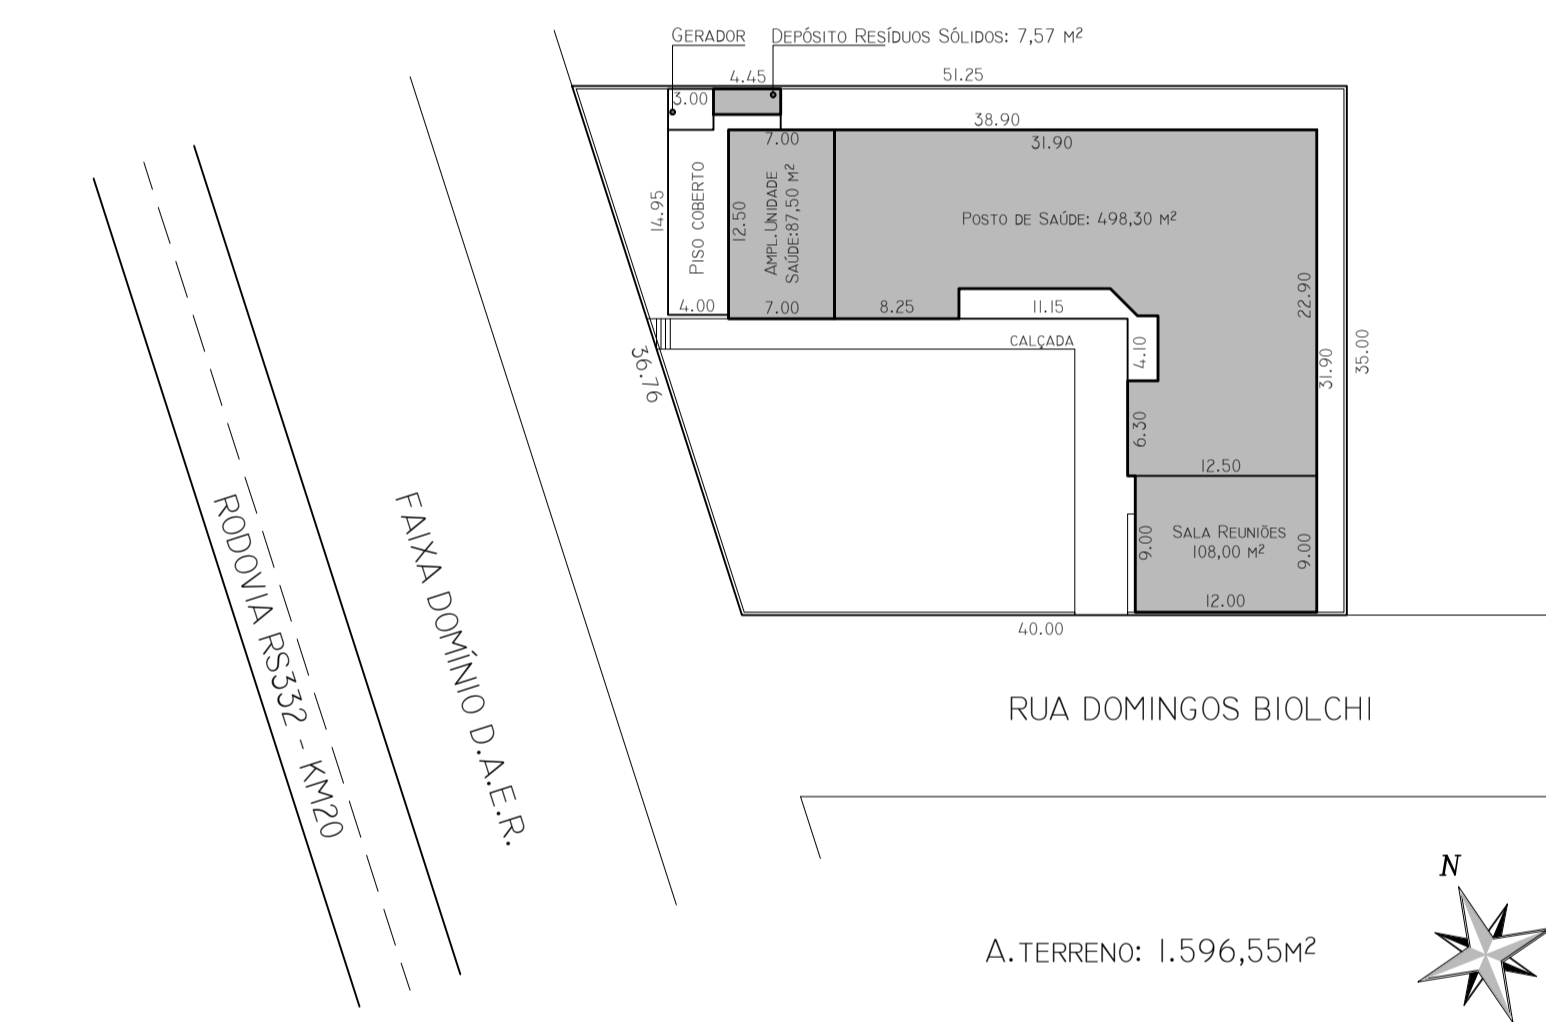 GERADOR
DEPÓSITO RESÍDUOS SÓLIDOS: 7,57 M²
4.45
51.25
3.00
38.90
7.00
31.90
14.95
PISO COBERTO
12.50
AMPL.UNIDADE
SAÚDE:87,50 M²
POSTO DE SAÚDE: 498,30 M²
22.90
4.00
7.00
8.25
11.15
CALÇADA
4.10
31.90
35.00
36.76
6.30
12.50
9.00
SALA REUNIÕES
108,00 M²
9.00
12.00
40.00
RODOVIA RS332 - KM20
FAIXA DOMÍNIO D.A.E.R.
RUA DOMINGOS BIOLCHI
N
A.TERRENO: 1.596,55M²